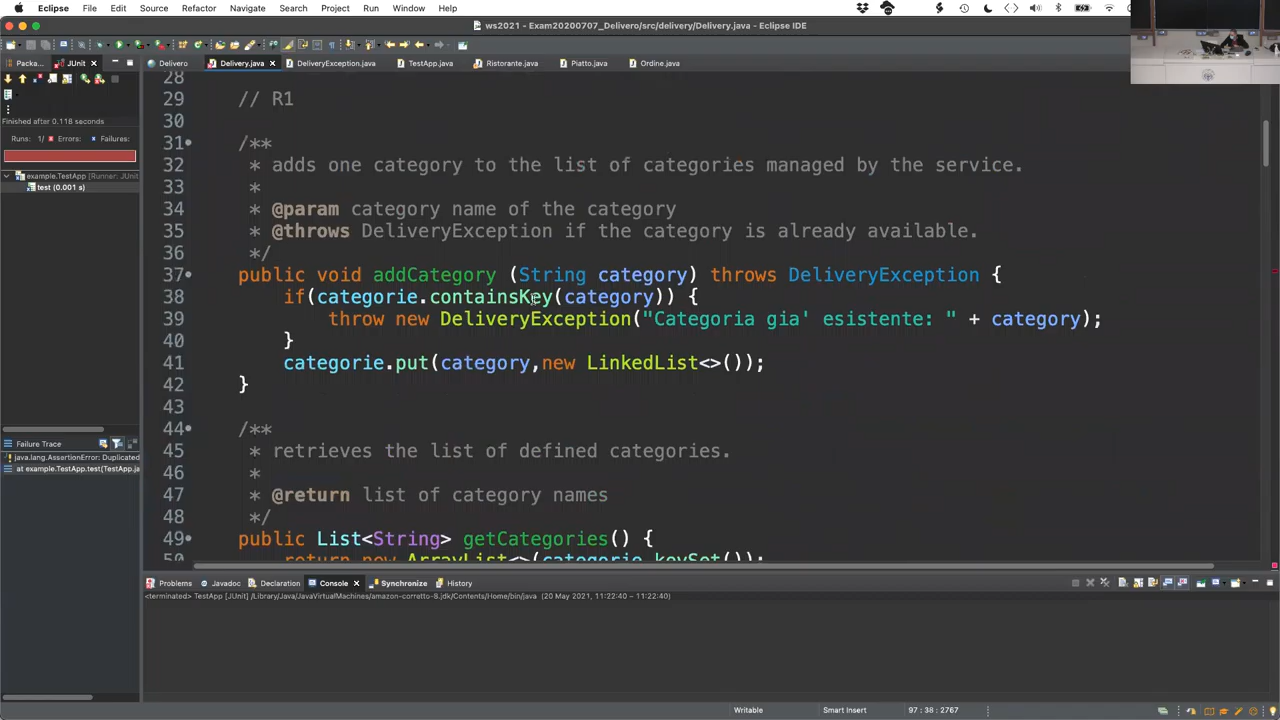 Eclipse File Edit Source Refactor Navigate Search Project Run Window Help
ws2021 - Exam20200707_Delivero/src/delivery/Delivery.java - Eclipse IDE
Packa... JUnit Delivero Delivery.java DeliveryException.java TestApp.java Ristorante.java Piatto.java Ordine.java
Finished after 0.118 seconds
Runs: 1/ Errors: Failures:
example.TestApp [Runner: JUnit
test (0.001 s)
Failure Trace
java.lang.AssertionError: Duplicated
at example.TestApp.test(TestApp.ja
28
29 // R1
30
31 /**
32 * adds one category to the list of categories managed by the service.
33 *
34 * @param category name of the category
35 * @throws DeliveryException if the category is already available.
36 */
37 public void addCategory (String category) throws DeliveryException {
38 if(categorie.containsKey(category)) {
39 throw new DeliveryException("Categoria gia' esistente: " + category);
40 }
41 categorie.put(category,new LinkedList<>());
42 }
43
44 /**
45 * retrieves the list of defined categories.
46 *
47 * @return list of category names
48 */
49 public List<String> getCategories() {
50 return new ArrayList<>(categorie.keySet());
Problems Javadoc Declaration Console Synchronize History
<terminated> TestApp [JUnit] /Library/Java/JavaVirtualMachines/amazon-corretto-8.jdk/Contents/Home/bin/java (20 May 2021, 11:22:40 – 11:22:40)
Writable Smart Insert 97 : 38 : 2767